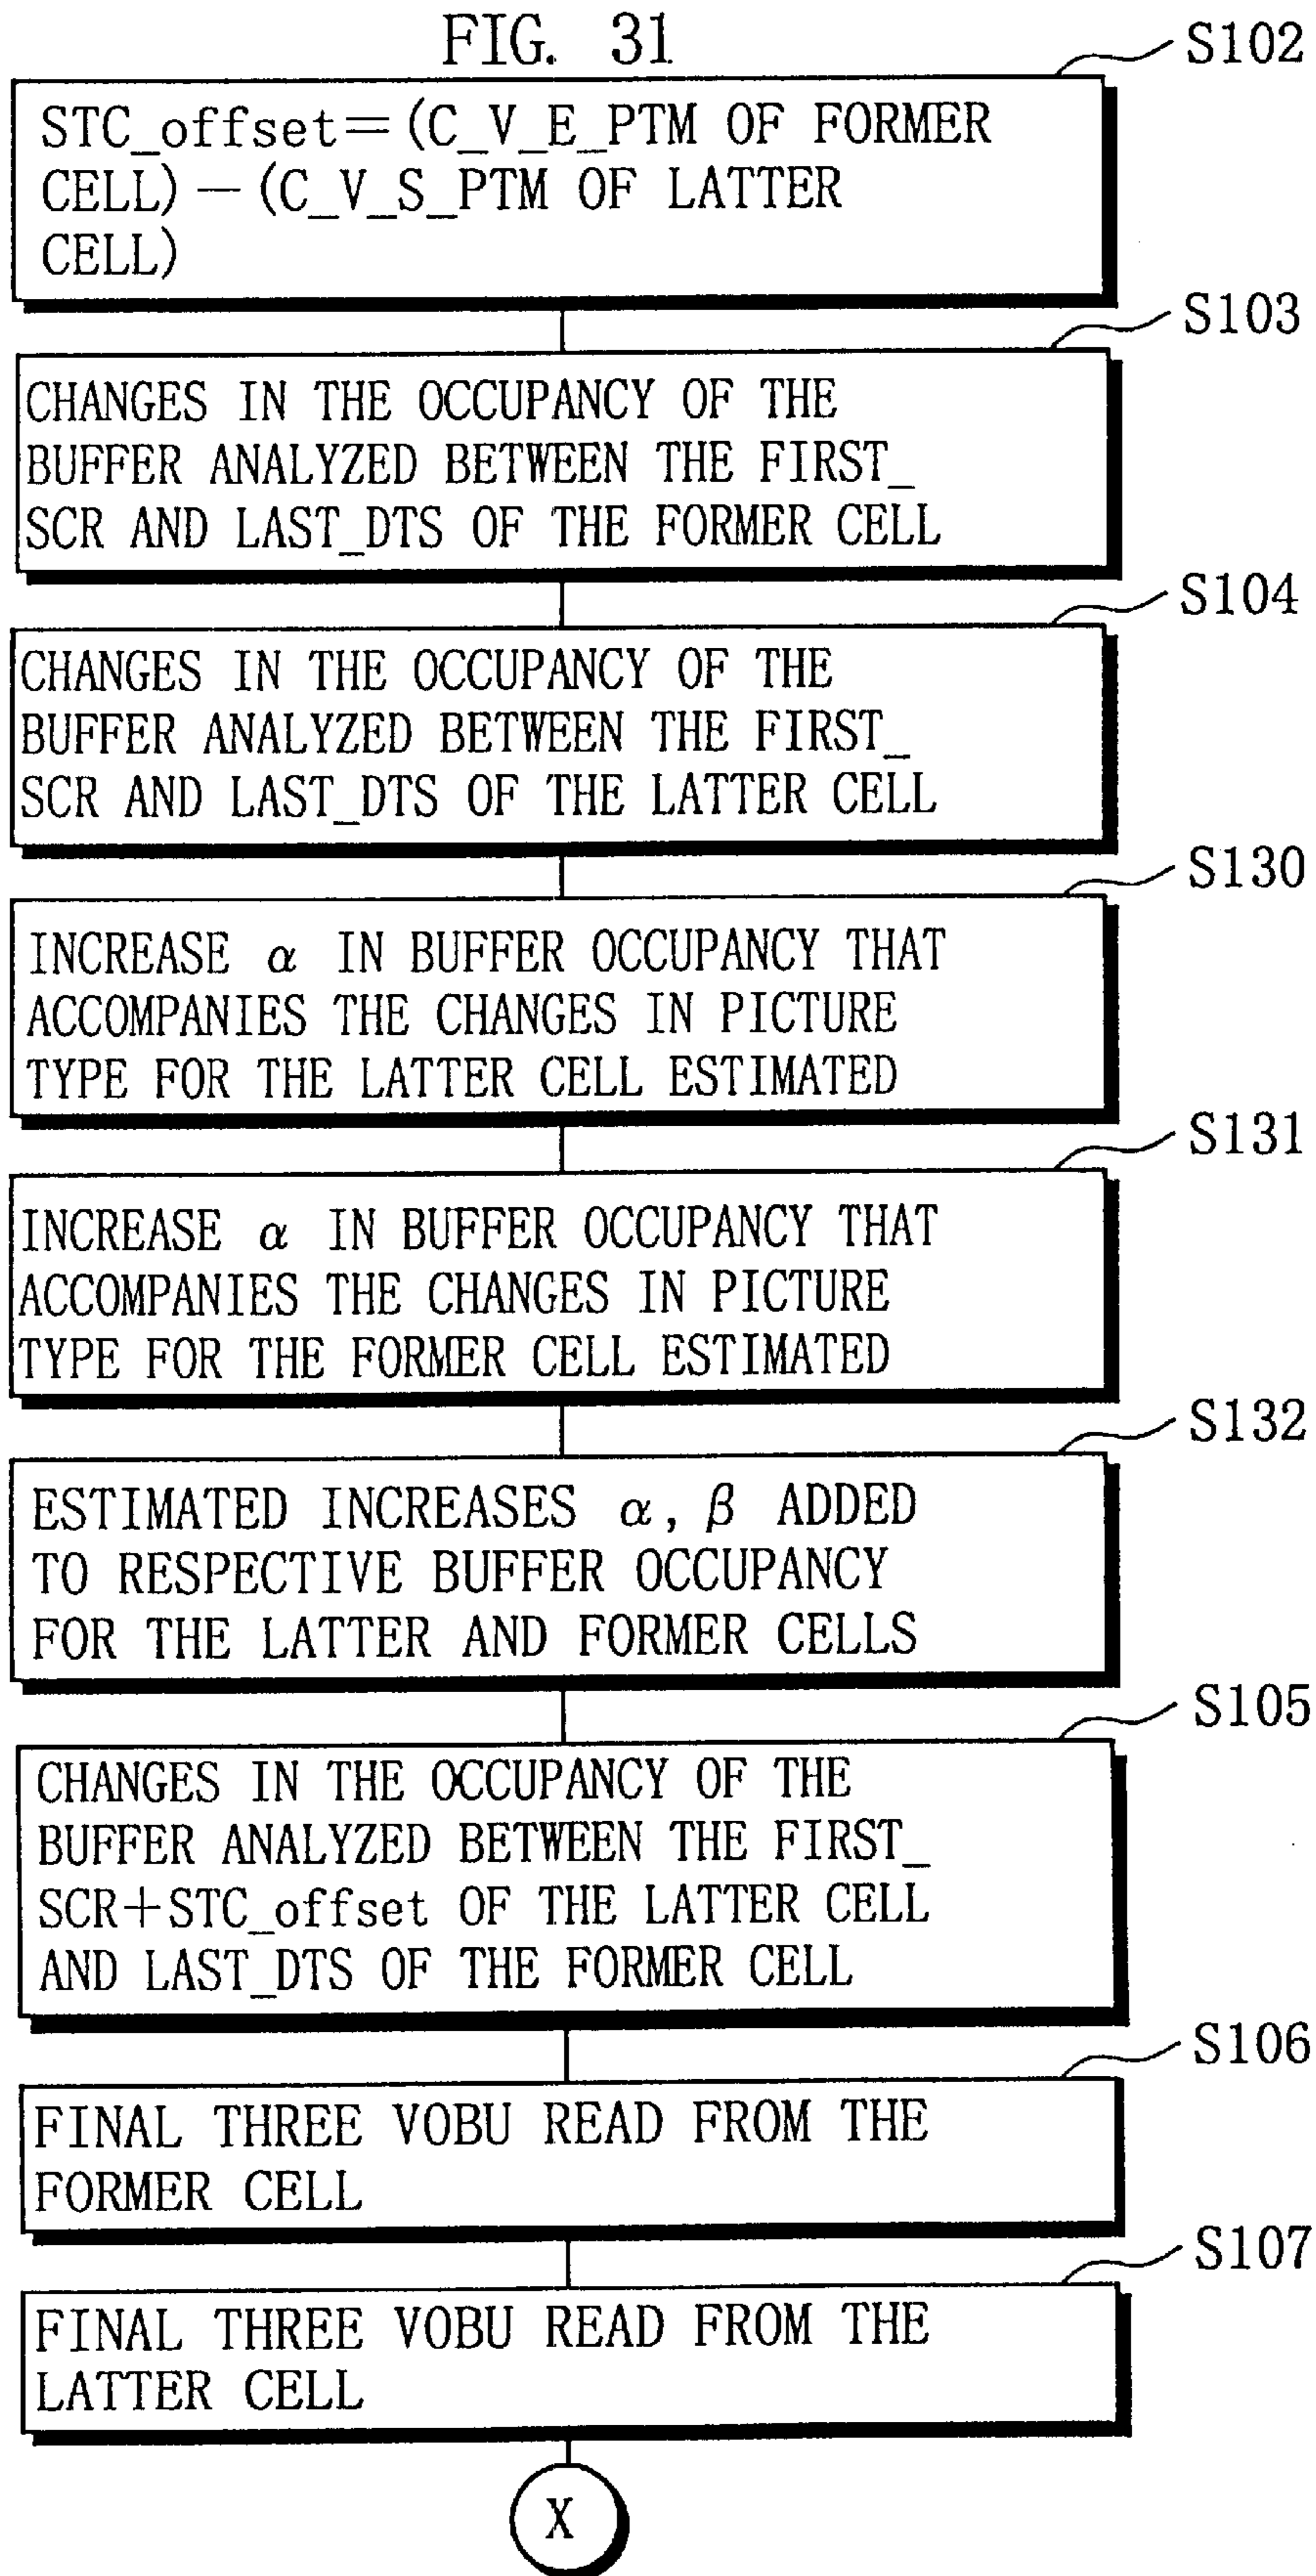 FIG. 31
S102
STC_offset=(C_V_E_PTM OF FORMER
CELL)−(C_V_S_PTM OF LATTER
CELL)
S103
CHANGES IN THE OCCUPANCY OF THE
BUFFER ANALYZED BETWEEN THE FIRST_
SCR AND LAST_DTS OF THE FORMER CELL
S104
CHANGES IN THE OCCUPANCY OF THE
BUFFER ANALYZED BETWEEN THE FIRST_
SCR AND LAST_DTS OF THE LATTER CELL
S130
INCREASE α IN BUFFER OCCUPANCY THAT
ACCOMPANIES THE CHANGES IN PICTURE
TYPE FOR THE LATTER CELL ESTIMATED
S131
INCREASE α IN BUFFER OCCUPANCY THAT
ACCOMPANIES THE CHANGES IN PICTURE
TYPE FOR THE FORMER CELL ESTIMATED
S132
ESTIMATED INCREASES α, β ADDED
TO RESPECTIVE BUFFER OCCUPANCY
FOR THE LATTER AND FORMER CELLS
S105
CHANGES IN THE OCCUPANCY OF THE
BUFFER ANALYZED BETWEEN THE FIRST_
SCR+STC_offset OF THE LATTER CELL
AND LAST_DTS OF THE FORMER CELL
S106
FINAL THREE VOBU READ FROM THE
FORMER CELL
S107
FINAL THREE VOBU READ FROM THE
LATTER CELL
X